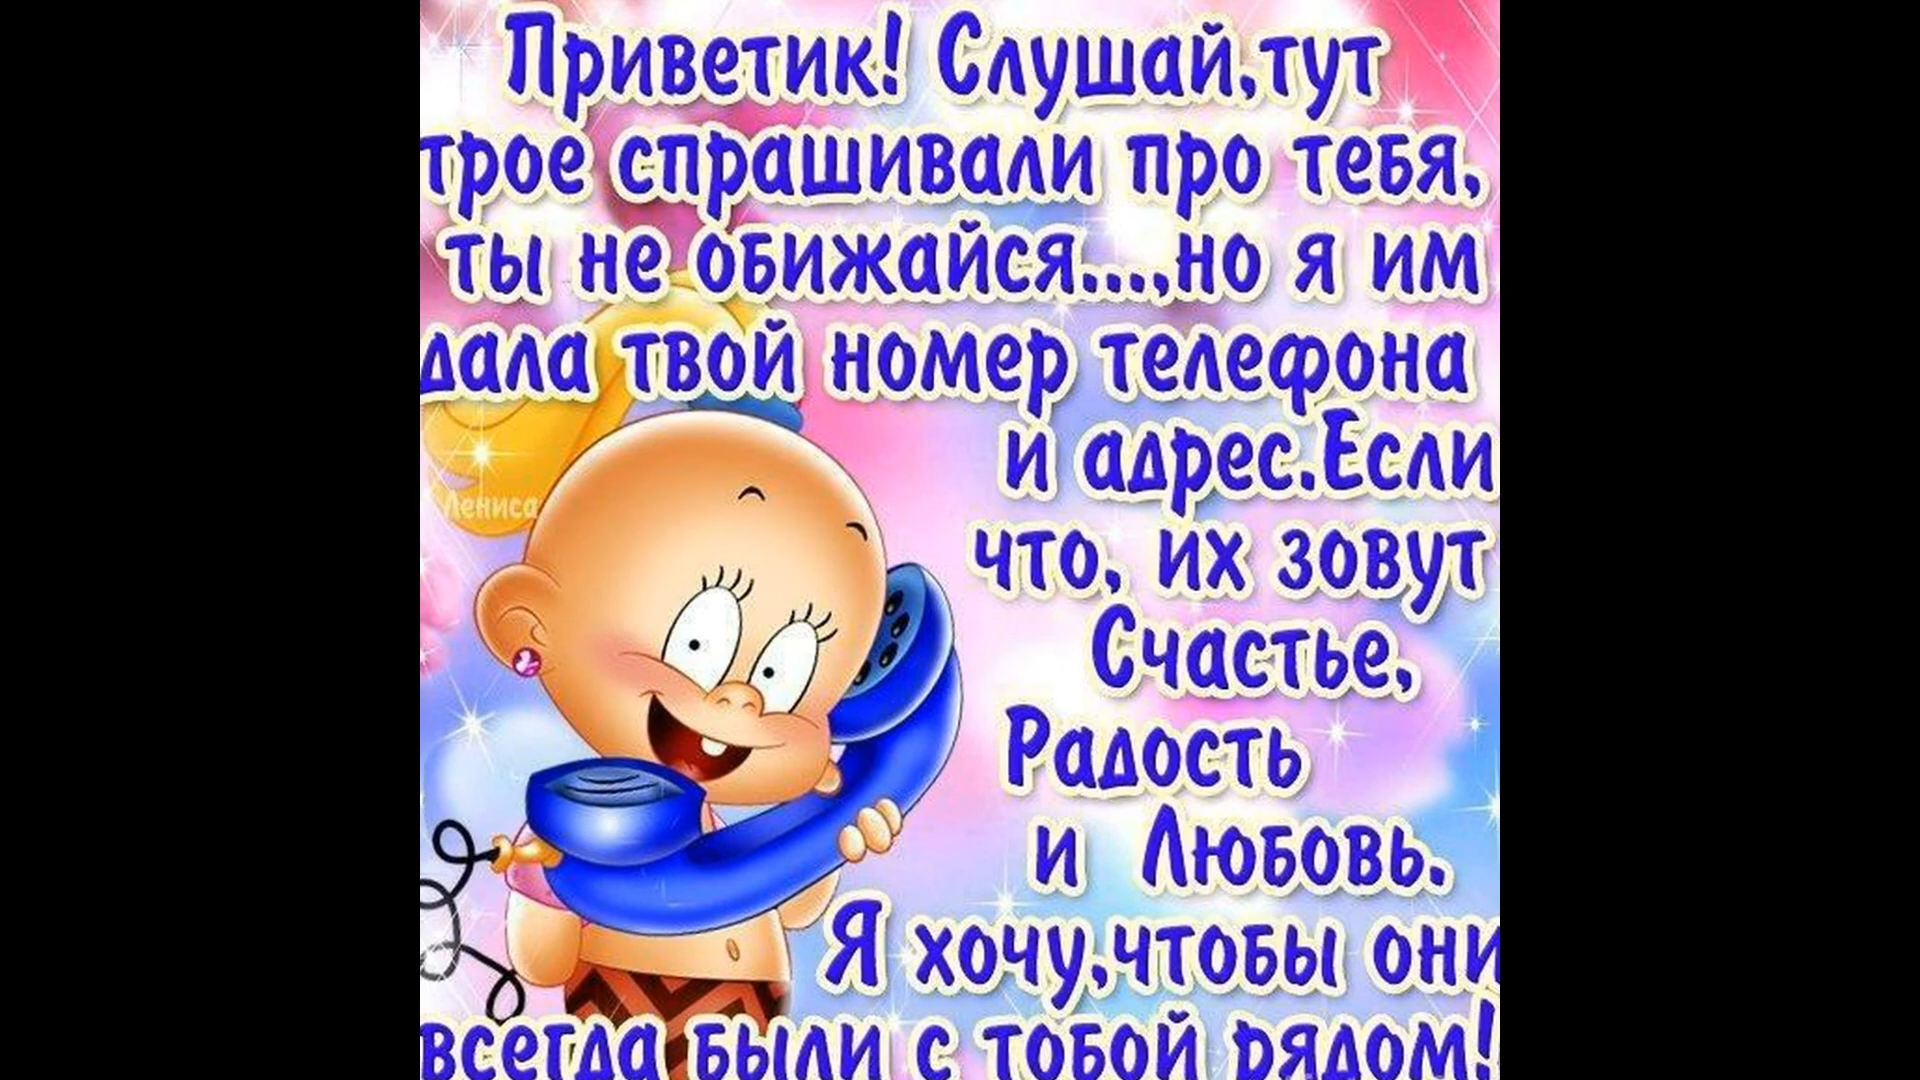 Приветик! Слушай,тут
трое спрашивали про тебя,
ты не обижайся....,но я им
дала твой номер телефона
и адрес.Если
Лениса
что, их зовут
Счастье,
Радость
и Любовь.
Я хочу,чтобы они
всегда были с тобой рядом!